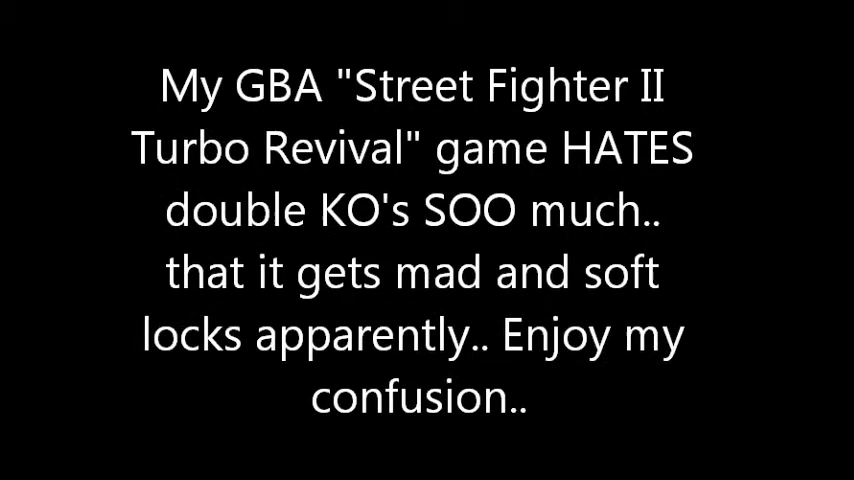 My GBA "Street Fighter II
Turbo Revival" game HATES
double KO's SOO much..
that it gets mad and soft
locks apparently.. Enjoy my
confusion..